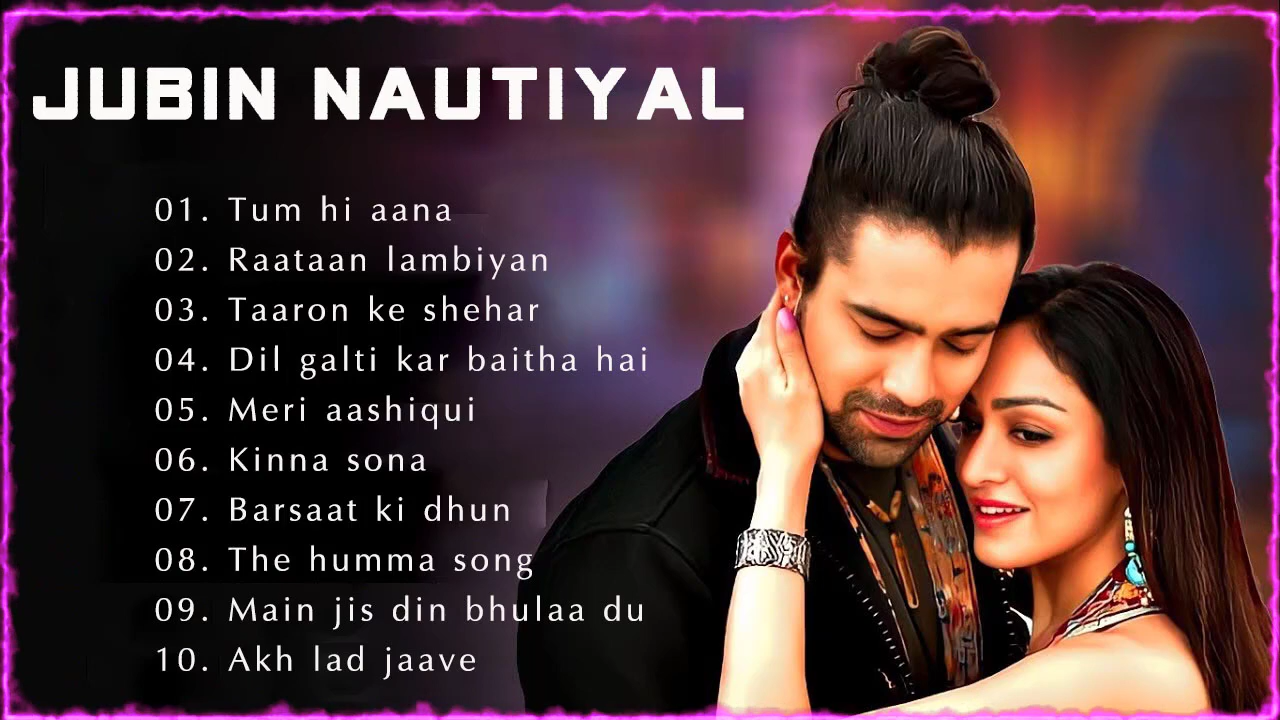 JUBIN NAUTIYAL
01. Tum hi aana
02. Raataan lambiyan
03. Taaron ke shehar
04. Dil galti kar baitha hai
05. Meri aashiqui
06. Kinna sona
07. Barsaat ki dhun
08. The humma song
09. Main jis din bhulaa du
10. Akh lad jaave